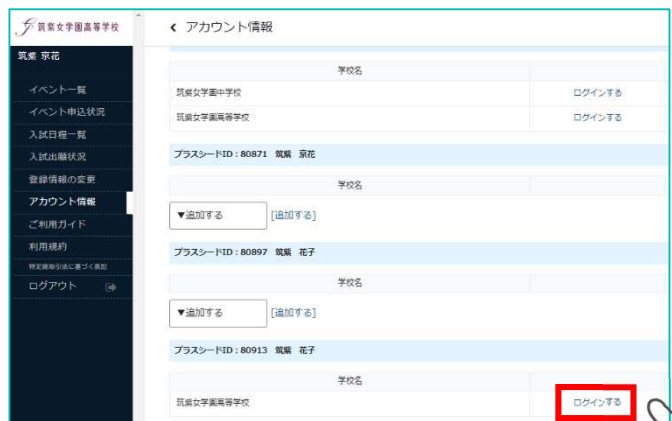 筑紫女学園高等学校
筑紫 京花
イベント一覧
イベント申込状況
入試日程一覧
入試出願状況
登録情報の変更
アカウント情報
ご利用ガイド
利用規約
特定商取引法に基づく表記
ログアウト
アカウント情報
学校名
筑紫女学園中学校 ログインする
筑紫女学園高等学校 ログインする
プラスシードID：80871 筑紫 京花
学校名
▼追加する [追加する]
プラスシードID：80897 筑紫 花子
学校名
▼追加する [追加する]
プラスシードID：80913 筑紫 花子
学校名
筑紫女学園高等学校 ログインする